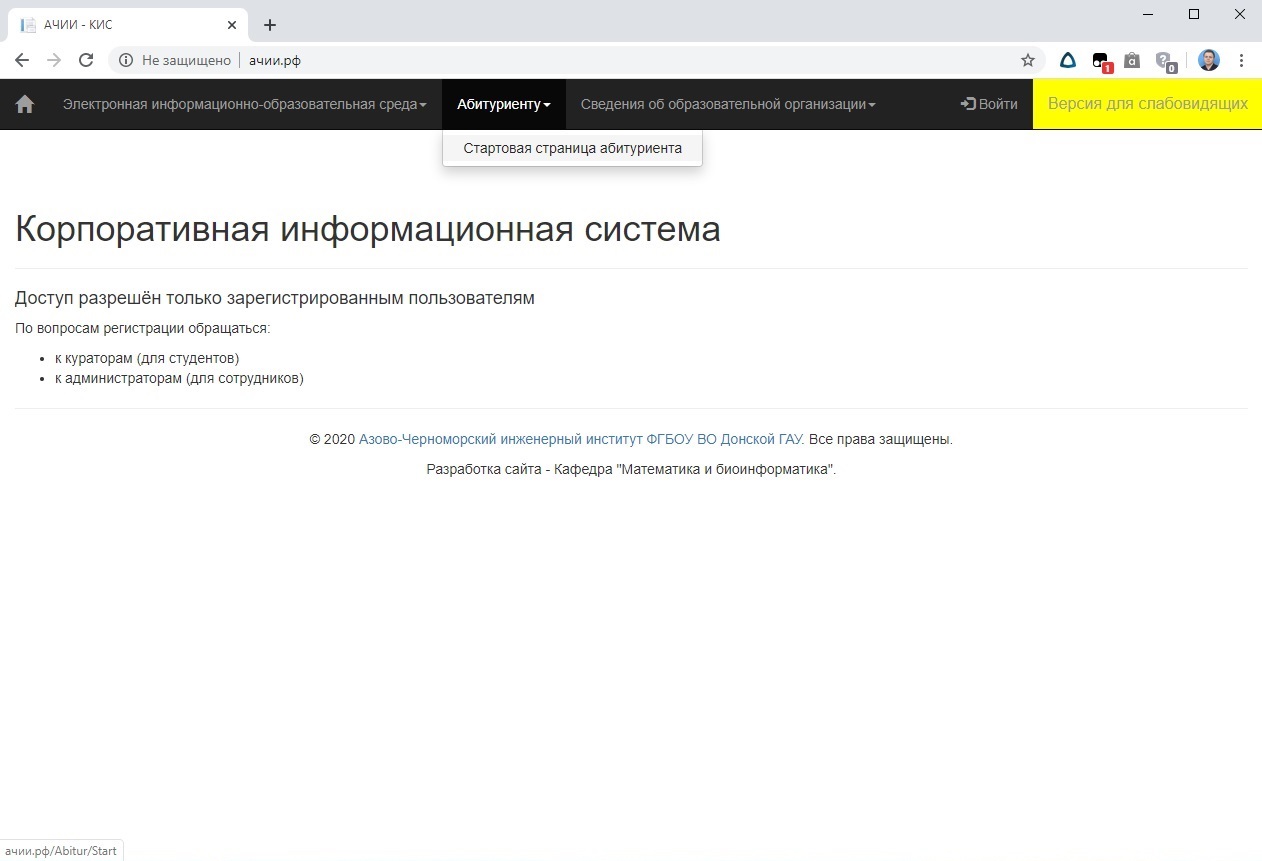 АЧИИ - КИС
Не защищено ачии.рф
1
0
Электронная информационно-образовательная среда Абитуриенту Сведения об образовательной организации Войти Версия для слабовидящих
Стартовая страница абитуриента
Корпоративная информационная система
Доступ разрешён только зарегистрированным пользователям
По вопросам регистрации обращаться:
• к кураторам (для студентов)
• к администраторам (для сотрудников)
© 2020 Азово-Черноморский инженерный институт ФГБОУ ВО Донской ГАУ. Все права защищены.
Разработка сайта - Кафедра "Математика и биоинформатика".
ачии.рф/Abitur/Start